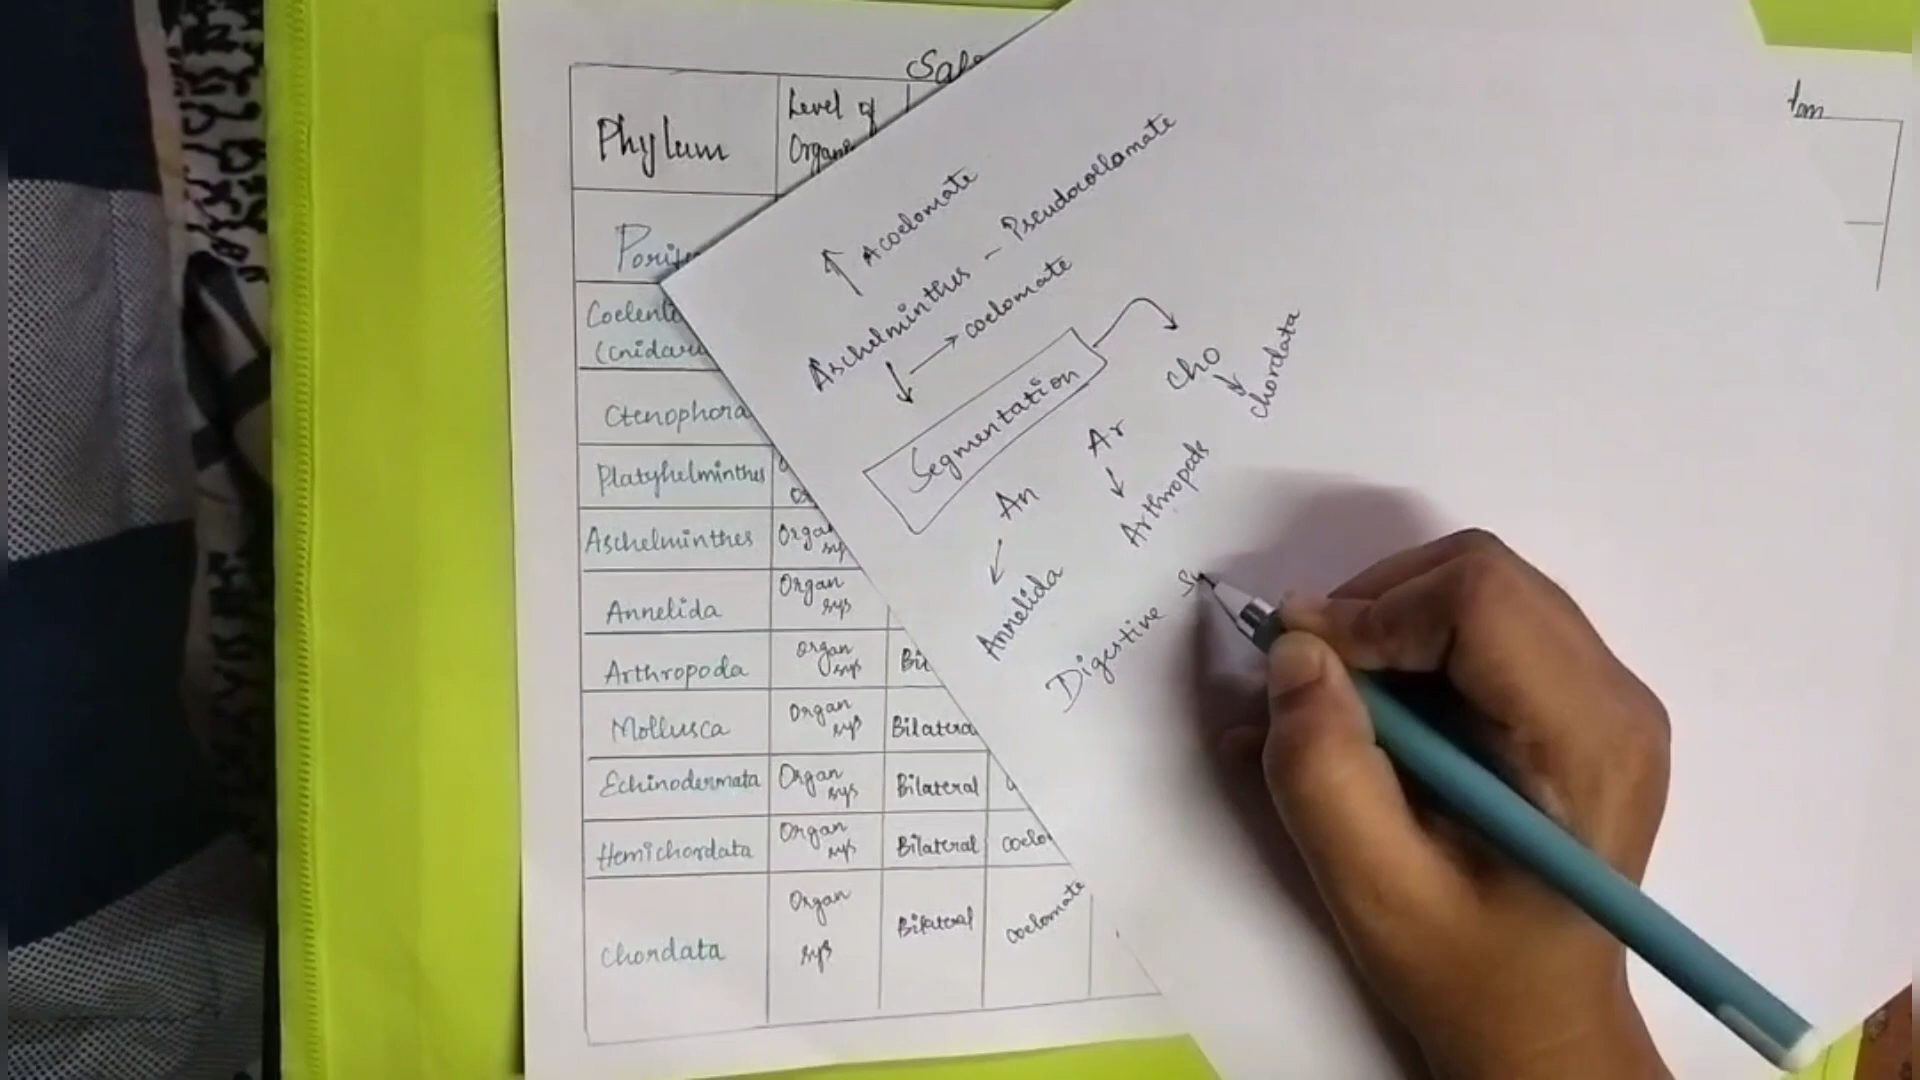 Phylum
Level of
Porif
Coelent
(Cnidari
Ctenophora
Platyhelminthes
Aschelminthes
Organ
sys
Annelida
Organ
sys
Arthropoda
Organ
sys
Bil
Mollusca
Organ
sys
Bilatera
Echinodermata
Organ
sys
Bilateral
Hemichordata
Organ
sys
Bilateral
coelo
chordata
Organ
sys
Bilateral
coelomate
Acoelomate
Aschelminthes - Pseudocoelomate
coelomate
Segmentation
An
Ar
Cho
Annelida
Arthropods
chordata
Digestive Sy